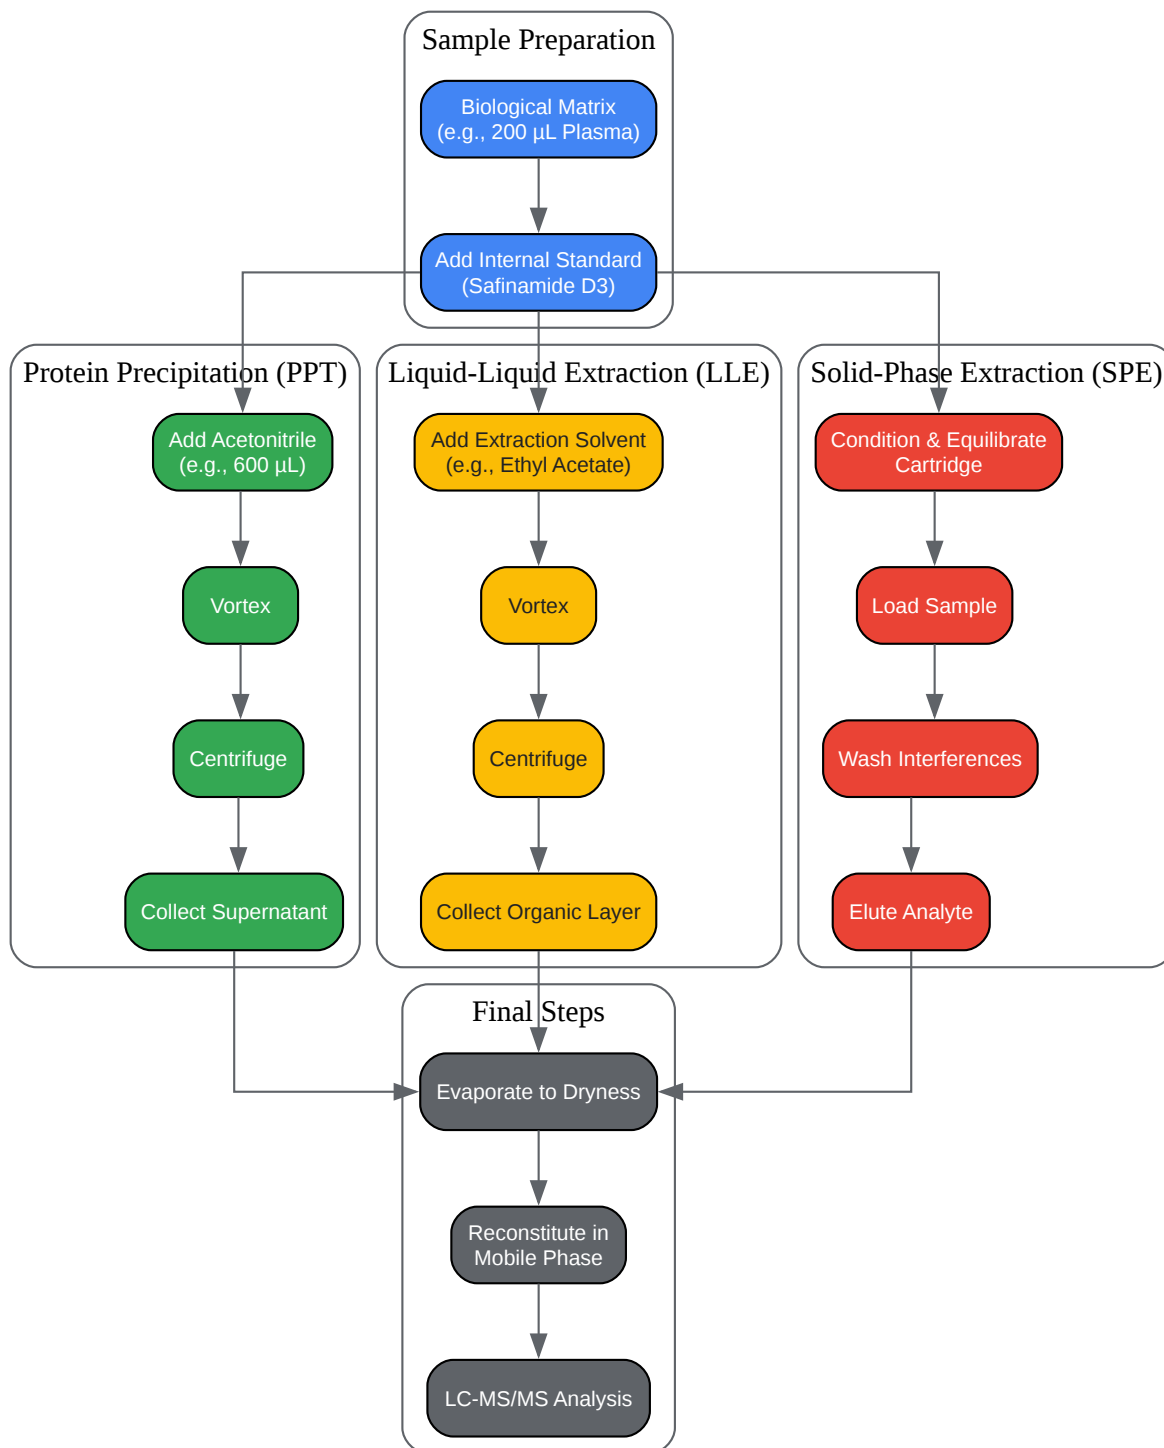 Sample Preparation
Biological Matrix
(e.g., 200 µL Plasma)
Add Internal Standard
(Safinamide D3)
Protein Precipitation (PPT)
Add Acetonitrile
(e.g., 600 µL)
Vortex
Centrifuge
Collect Supernatant
Liquid-Liquid Extraction (LLE)
Add Extraction Solvent
(e.g., Ethyl Acetate)
Vortex
Centrifuge
Collect Organic Layer
Solid-Phase Extraction (SPE)
Condition & Equilibrate
Cartridge
Load Sample
Wash Interferences
Elute Analyte
Final Steps
Evaporate to Dryness
Reconstitute in
Mobile Phase
LC-MS/MS Analysis